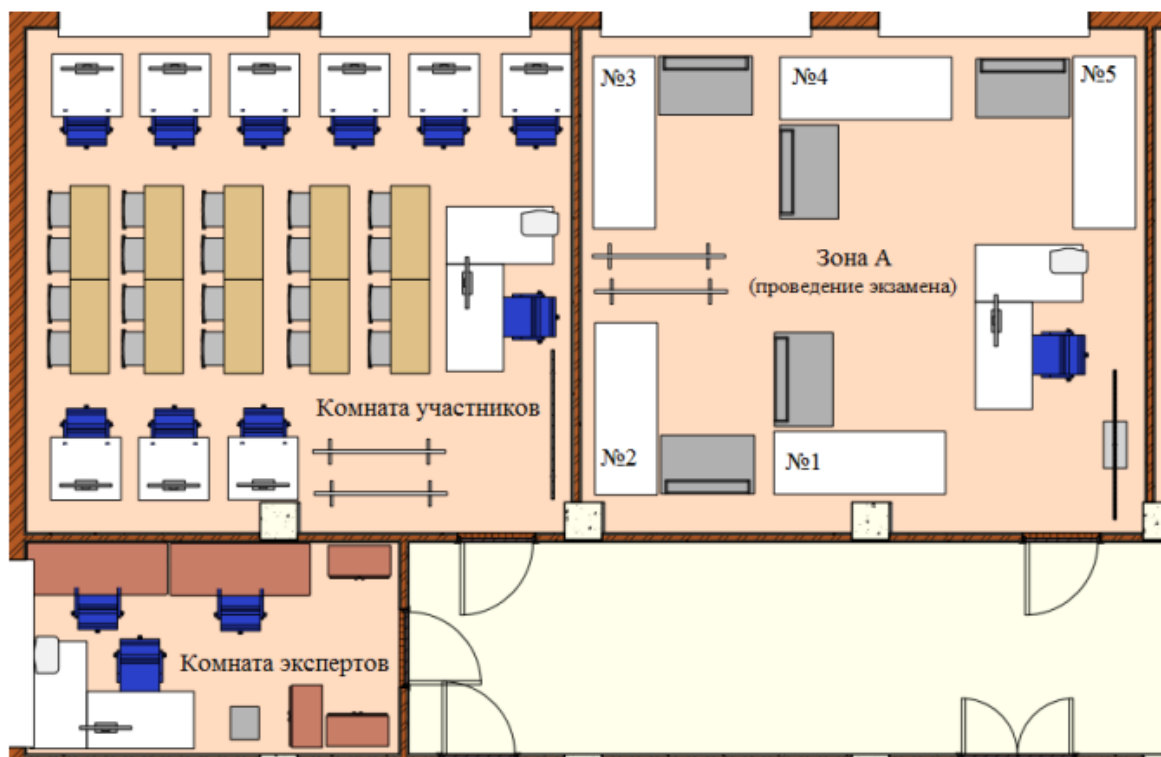 №3
№4
№5
Зона А
(проведение экзамена)
Комната участников
№2
№1
Комната экспертов